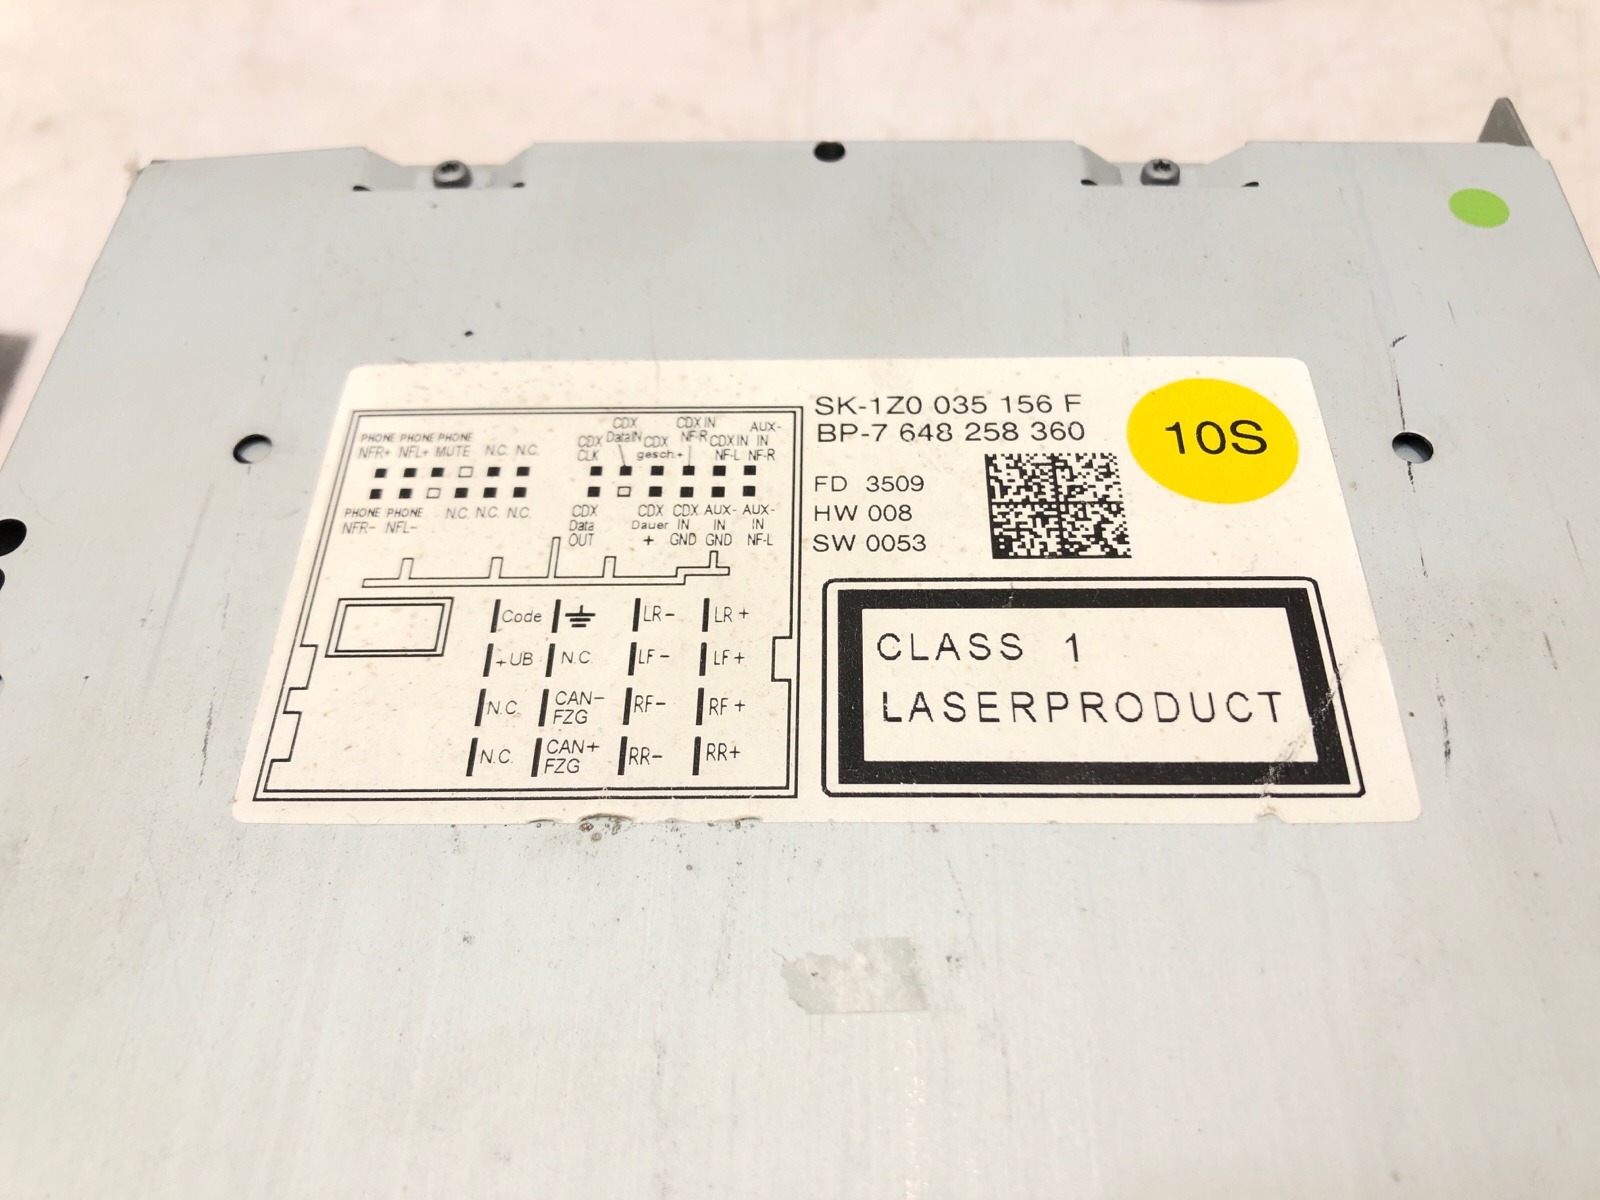 SK-1Z0 035 156 F
BP-7 648 258 360
10S
FD 3509
HW 008
SW 0053
CLASS 1
LASERPRODUCT
PHONE PHONE PHONE
NFR+ NFL+ MUTE N.C. N.C.
PHONE PHONE N.C. N.C. N.C.
NFR- NFL-
CDX
CLK
CDX
DataIN
CDX
gesch.+
CDX IN
NF-R
CDX IN
NF-L
AUX-
IN
NF-R
CDX
Data
OUT
CDX
Dauer
+
CDX
IN
GND
AUX-
IN
GND
AUX-
IN
NF-L
Code LR- LR+
+UB N.C. LF- LF+
N.C. CAN-
FZG RF- RF+
N.C. CAN+
FZG RR- RR+